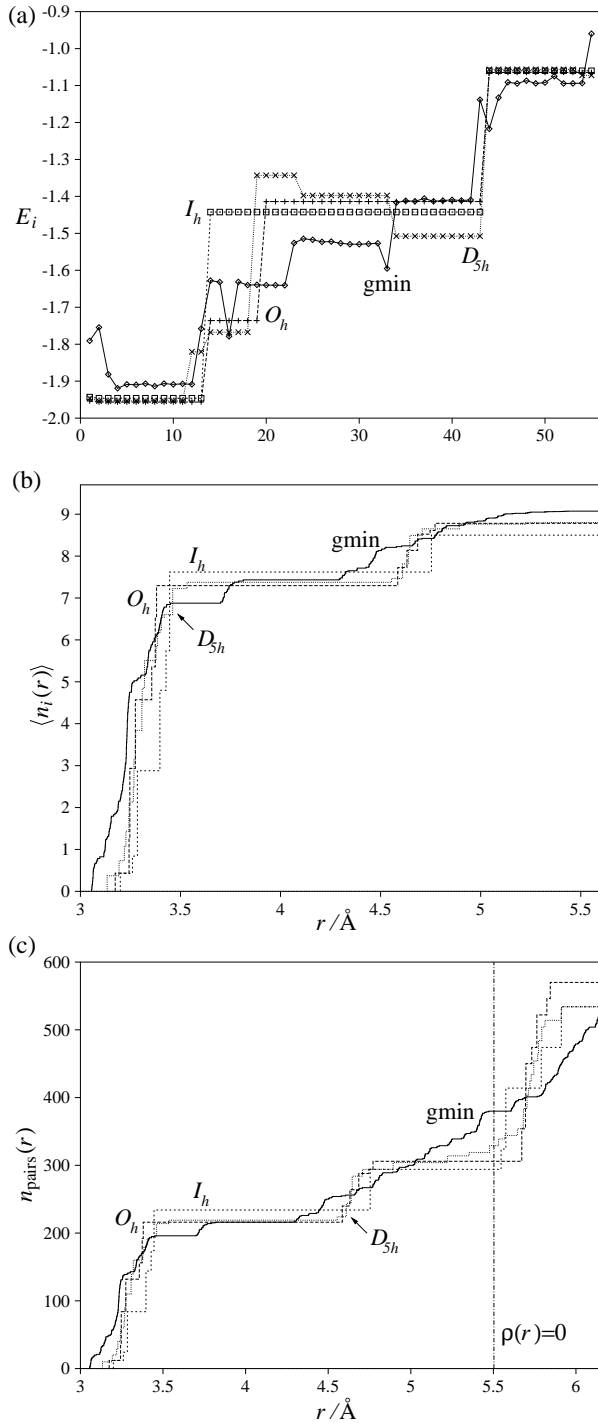 (a)
-0.9
-1.0
-1.1
-1.2
-1.3
-1.4
E_i
I_h
-1.5
D_5h
gmin
-1.6
O_h
-1.7
-1.8
-1.9
-2.0
0 10 20 30 40 50
(b)
9
gmin
8
I_h
7
O_h
D_5h
6
5
⟨n_i(r)⟩
4
3
2
1
0
3 3.5 4 4.5 5 5.5
r/Å
(c)
600
500
400
gmin
n_pairs(r)
300
I_h
O_h
200
D_5h
100
ρ(r)=0
0
3 3.5 4 4.5 5 5.5 6
r/Å